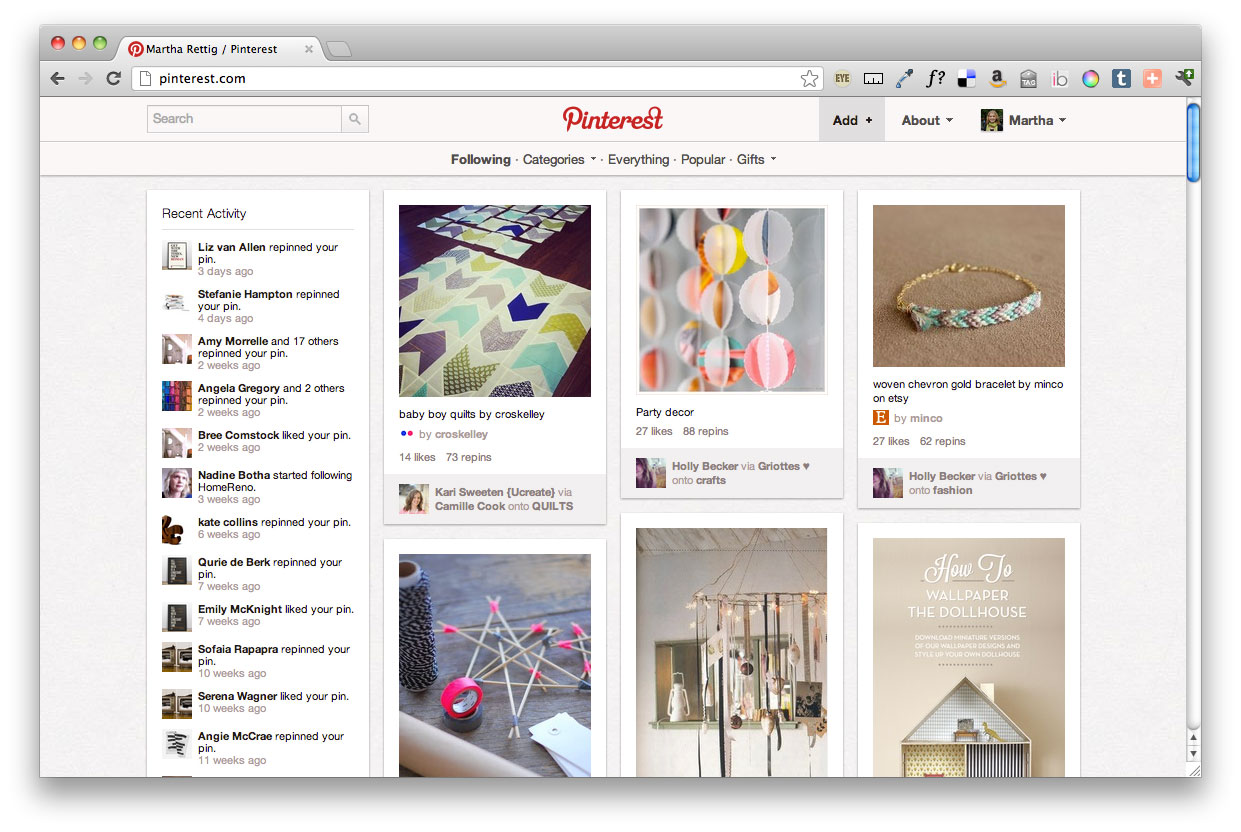 Martha Rettig / Pinterest
pinterest.com
EYE
f?
a
TAG
ib
t
Search
Pinterest
Add +
About
Martha
Following · Categories · Everything · Popular · Gifts
Recent Activity
Liz van Allen repinned your
pin.
3 days ago
Stefanie Hampton repinned
your pin.
4 days ago
Amy Morrelle and 17 others
repinned your pin.
2 weeks ago
Angela Gregory and 2 others
repinned your pin.
2 weeks ago
Bree Comstock liked your pin.
2 weeks ago
Nadine Botha started following
HomeReno.
3 weeks ago
kate collins repinned your pin.
6 weeks ago
Qurie de Berk repinned your
pin.
7 weeks ago
Emily McKnight liked your pin.
7 weeks ago
Sofaia Rapapra repinned your
pin.
10 weeks ago
Serena Wagner liked your pin.
10 weeks ago
Angie McCrae repinned your
pin.
11 weeks ago
baby boy quilts by croskelley
by croskelley
14 likes 73 repins
Kari Sweeten {Ucreate} via
Camille Cook onto QUILTS
Party decor
27 likes 88 repins
Holly Becker via Griottes ♥
onto crafts
woven chevron gold bracelet by minco
on etsy
E by minco
27 likes 62 repins
Holly Becker via Griottes ♥
onto fashion
How To
WALLPAPER
THE DOLLHOUSE
DOWNLOAD MINIATURE VERSIONS
OF OUR WALLPAPER DESIGNS AND
STYLE UP YOUR OWN DOLLHOUSE